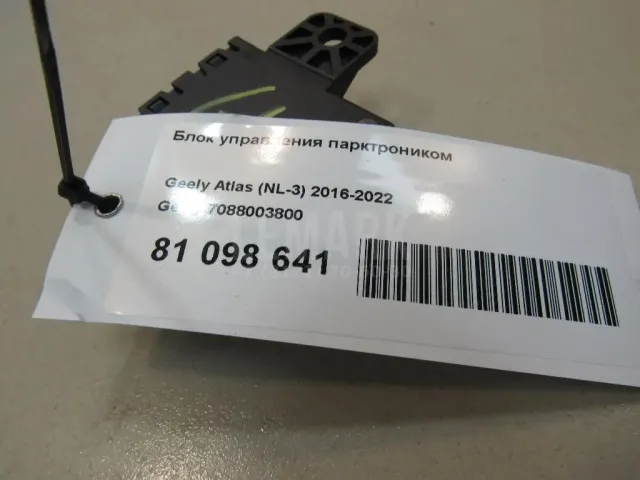 Блок управления парктроником
Geely Atlas (NL-3) 2016-2022
7088003800
81 098 641